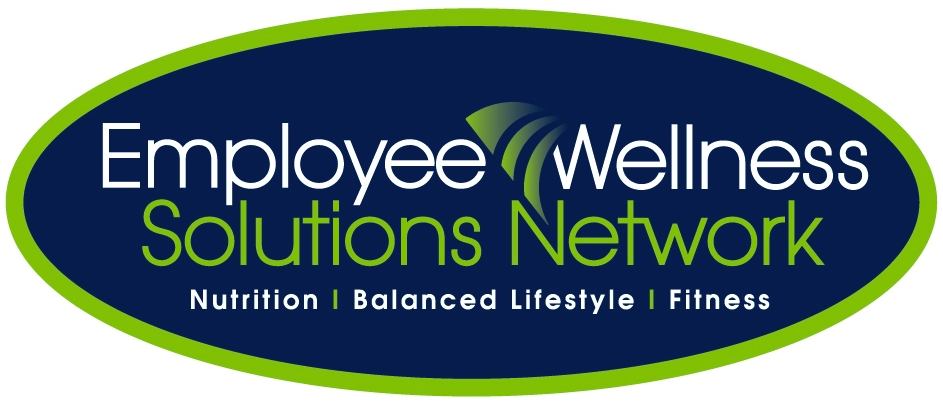 Employee Wellness
Solutions Network
Nutrition | Balanced Lifestyle | Fitness